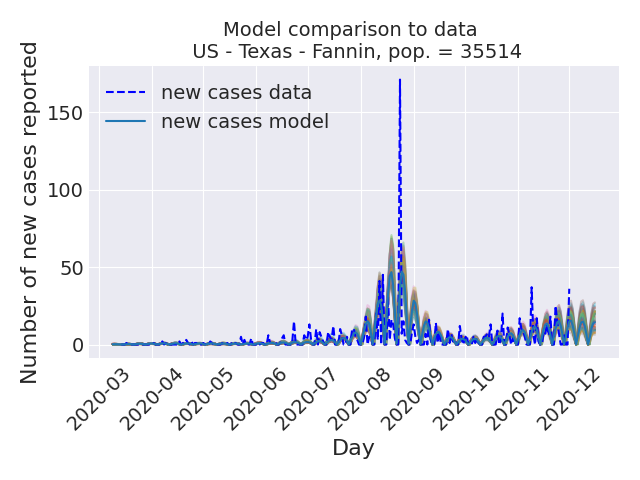 Model comparison to data
US - Texas - Fannin, pop. = 35514
Number of new cases reported
150
100
50
0
new cases data
new cases model
2020-03
2020-04
2020-05
2020-06
2020-07
2020-08
2020-09
2020-10
2020-11
2020-12
Day